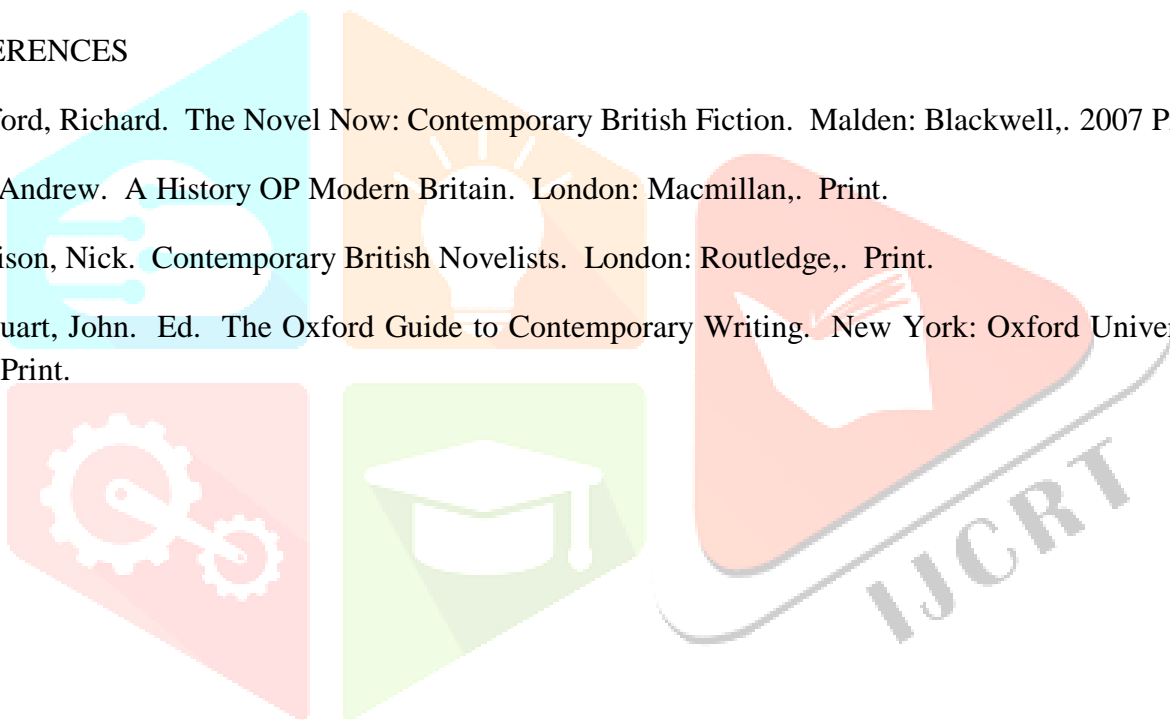 ERENCES
ford, Richard. The Novel Now: Contemporary British Fiction. Malden: Blackwell,. 2007 P
Andrew. A History OP Modern Britain. London: Macmillan,. Print.
ison, Nick. Contemporary British Novelists. London: Routledge,. Print.
uart, John. Ed. The Oxford Guide to Contemporary Writing. New York: Oxford Univer
Print.
IJCRT